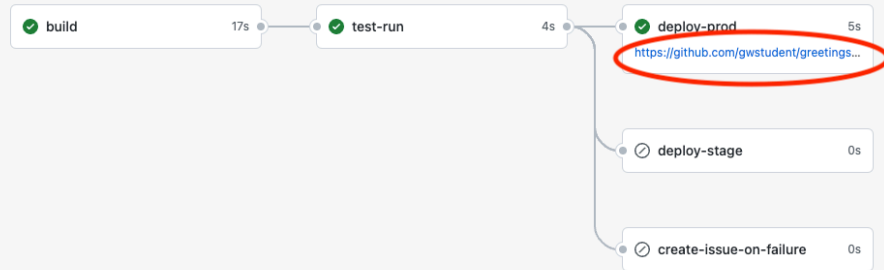 build 17s
test-run 4s
deploy-prod 5s
https://github.com/gwstudent/greetings...
deploy-stage 0s
create-issue-on-failure 0s